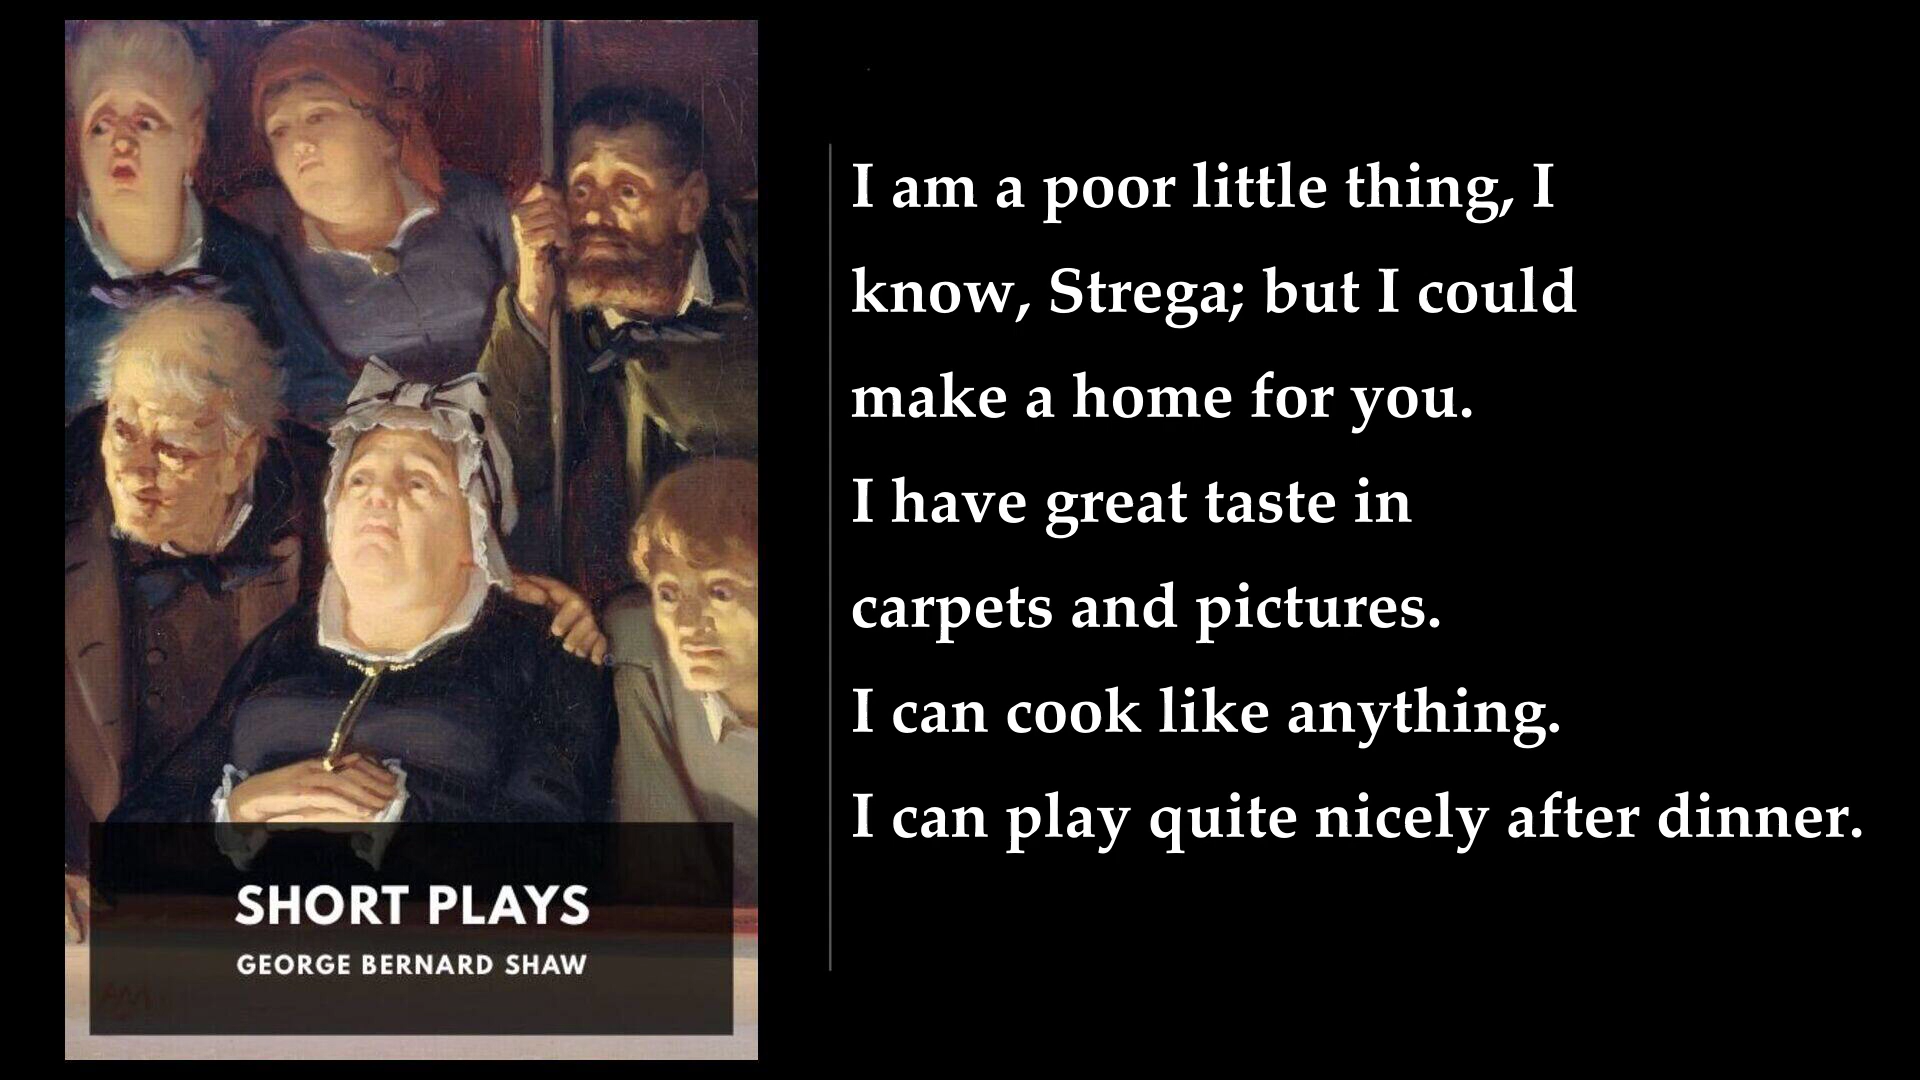 I am a poor little thing, I
know, Strega; but I could
make a home for you.
I have great taste in
carpets and pictures.
I can cook like anything.
I can play quite nicely after dinner.
SHORT PLAYS
GEORGE BERNARD SHAW